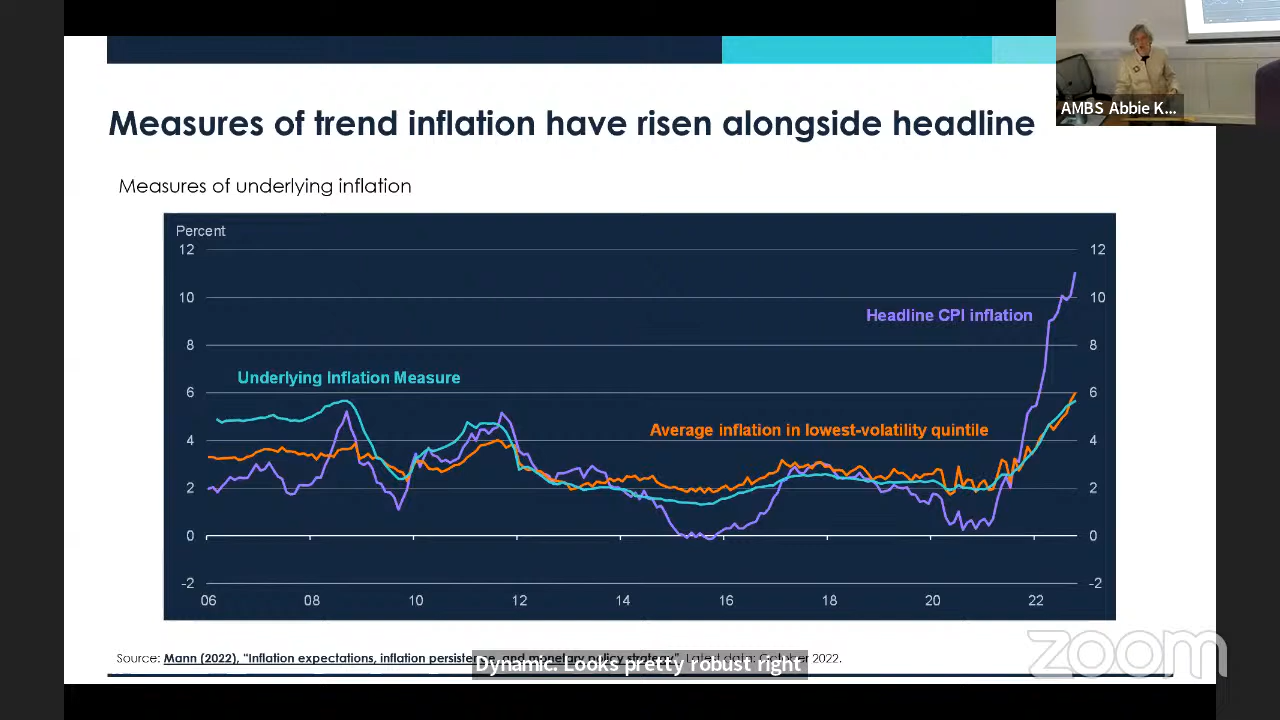 AMBS Abbie K...
Measures of trend inflation have risen alongside headline
Measures of underlying inflation
Percent
12 12
10 10
Headline CPI inflation
8 8
Underlying Inflation Measure
6 6
Average inflation in lowest-volatility quintile
4 4
2 2
0 0
-2 -2
06 08 10 12 14 16 18 20 22
Source: Mann (2022), "Inflation expectations, inflation persistence, and monetary policy strategy". Latest data: October 2022.
Dynamic. Looks pretty robust right
zoom